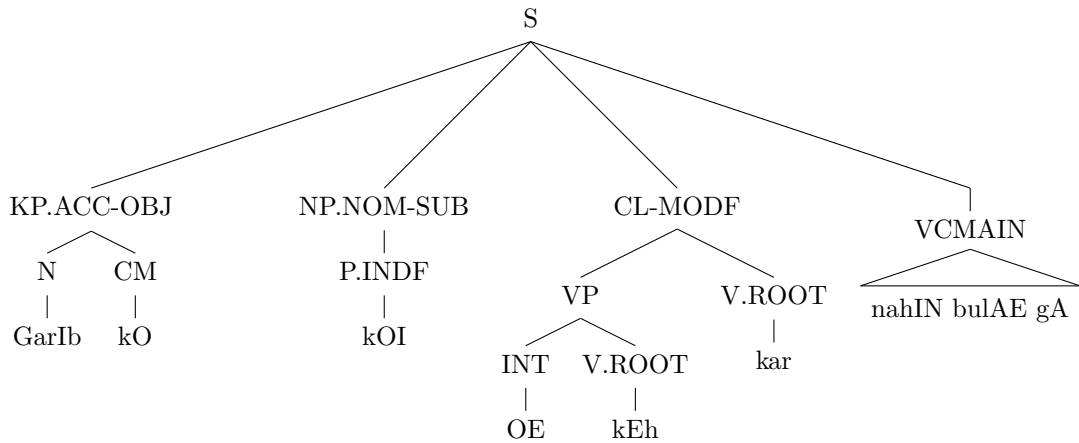 S
KP.ACC-OBJ NP.NOM-SUB CL-MODF VCMAIN
N CM P.INDF VP V.ROOT nahIN bulAE gA
GarIb kO kOI INT V.ROOT kar
OE kEh